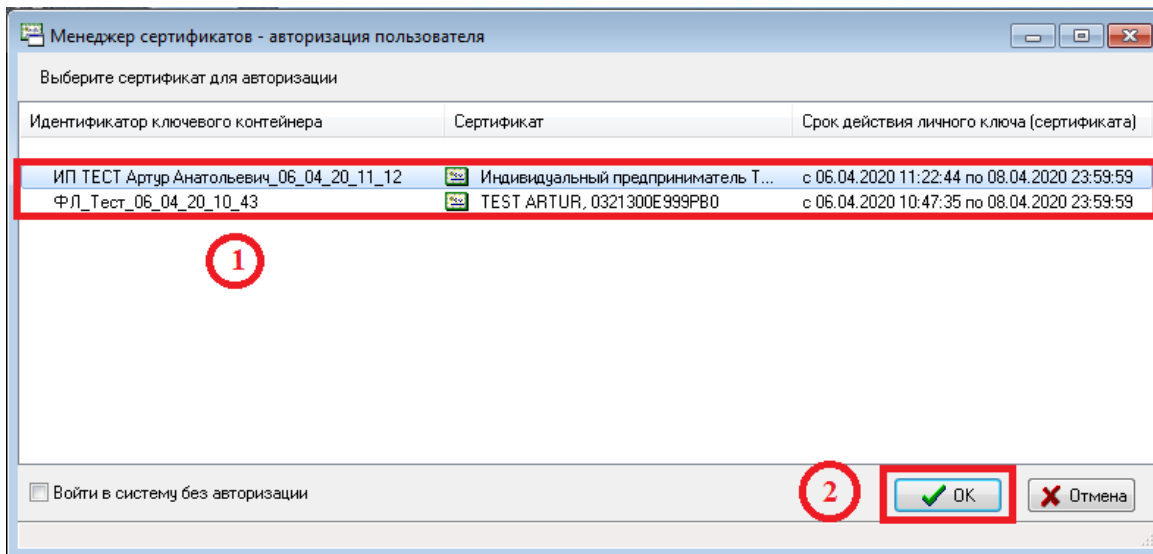 Менеджер сертификатов - авторизация пользователя
Выберите сертификат для авторизации
Идентификатор ключевого контейнера Сертификат Срок действия личного ключа (сертификата)
ИП ТЕСТ Артур Анатольевич_06_04_20_11_12 Индивидуальный предприниматель Т... с 06.04.2020 11:22:44 по 08.04.2020 23:59:59
ФЛ_Тест_06_04_20_10_43 TEST ARTUR, 0321300E999PB0 с 06.04.2020 10:47:35 по 08.04.2020 23:59:59
1
Войти в систему без авторизации 2 OK Отмена